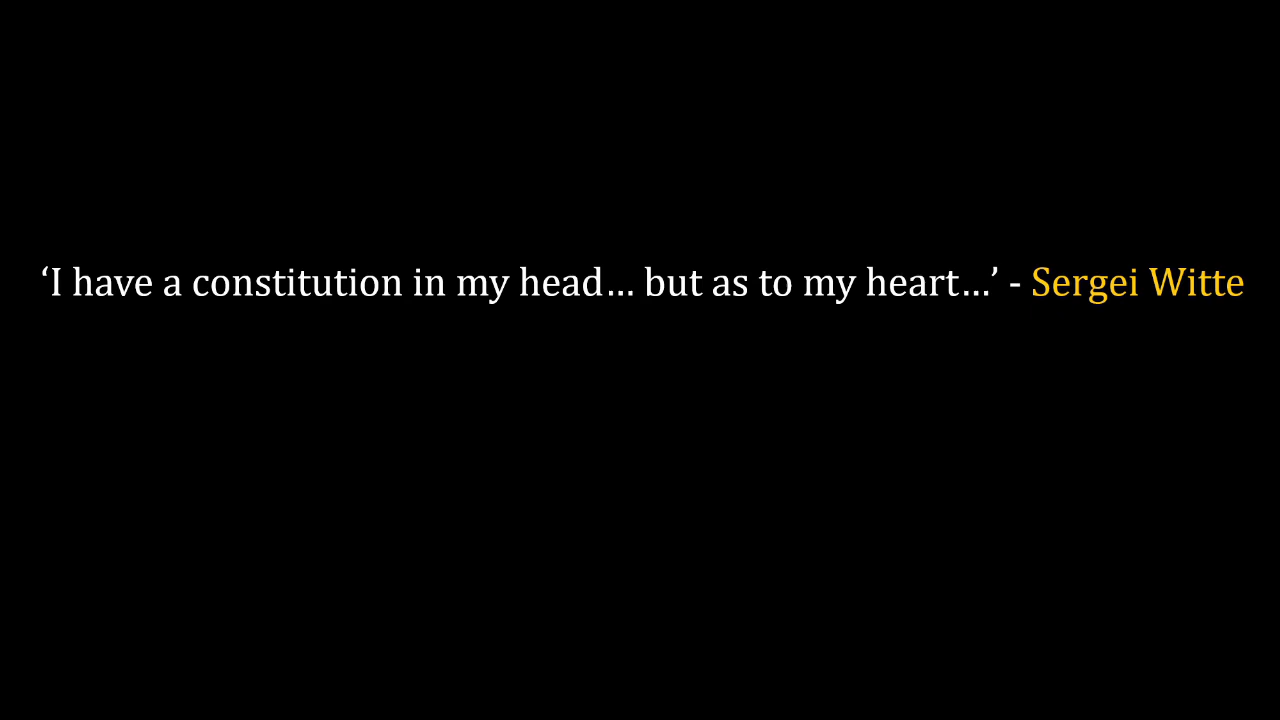 ‘I have a constitution in my head… but as to my heart…’ - Sergei Witte